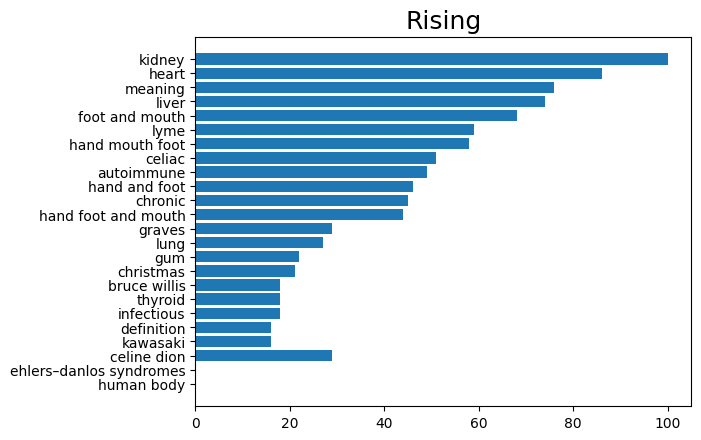 Rising
kidney
heart
meaning
liver
foot and mouth
lyme
hand mouth foot
celiac
autoimmune
hand and foot
chronic
hand foot and mouth
graves
lung
gum
christmas
bruce willis
thyroid
infectious
definition
kawasaki
celine dion
ehlers–danlos syndromes
human body
0 20 40 60 80 100